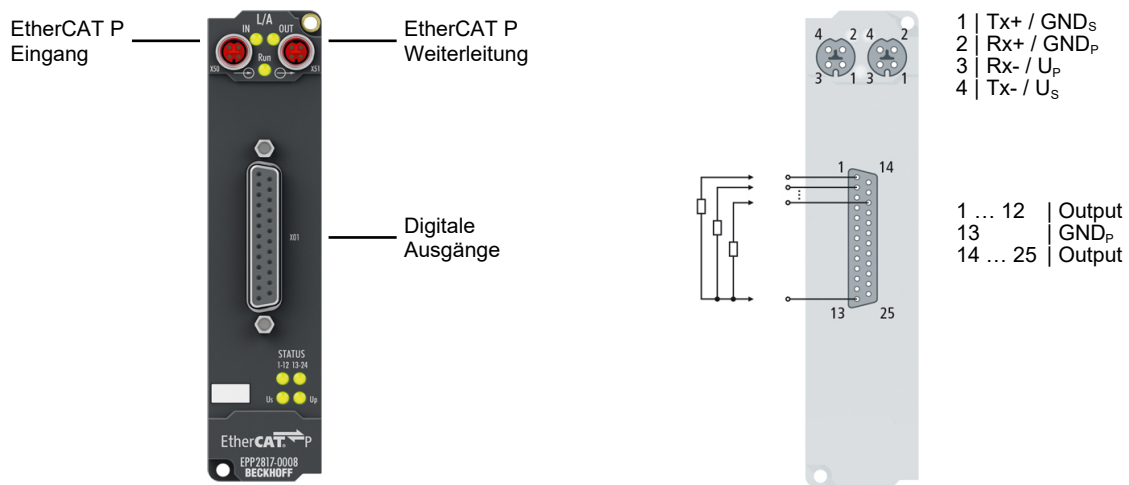 EtherCAT P
Eingang
EtherCAT P
Weiterleitung
L/A
IN OUT
Run
X50 X51
X01
Digitale
Ausgänge
STATUS
1-12 13-24
Us Up
EtherCAT P
EPP2817-0008
BECKHOFF
4 2 4 2
3 1 3 1
1 | Tx+ / GNDS
2 | Rx+ / GNDP
3 | Rx- / UP
4 | Tx- / US
1 14
13 25
1 … 12 | Output
13 | GNDP
14 … 25 | Output